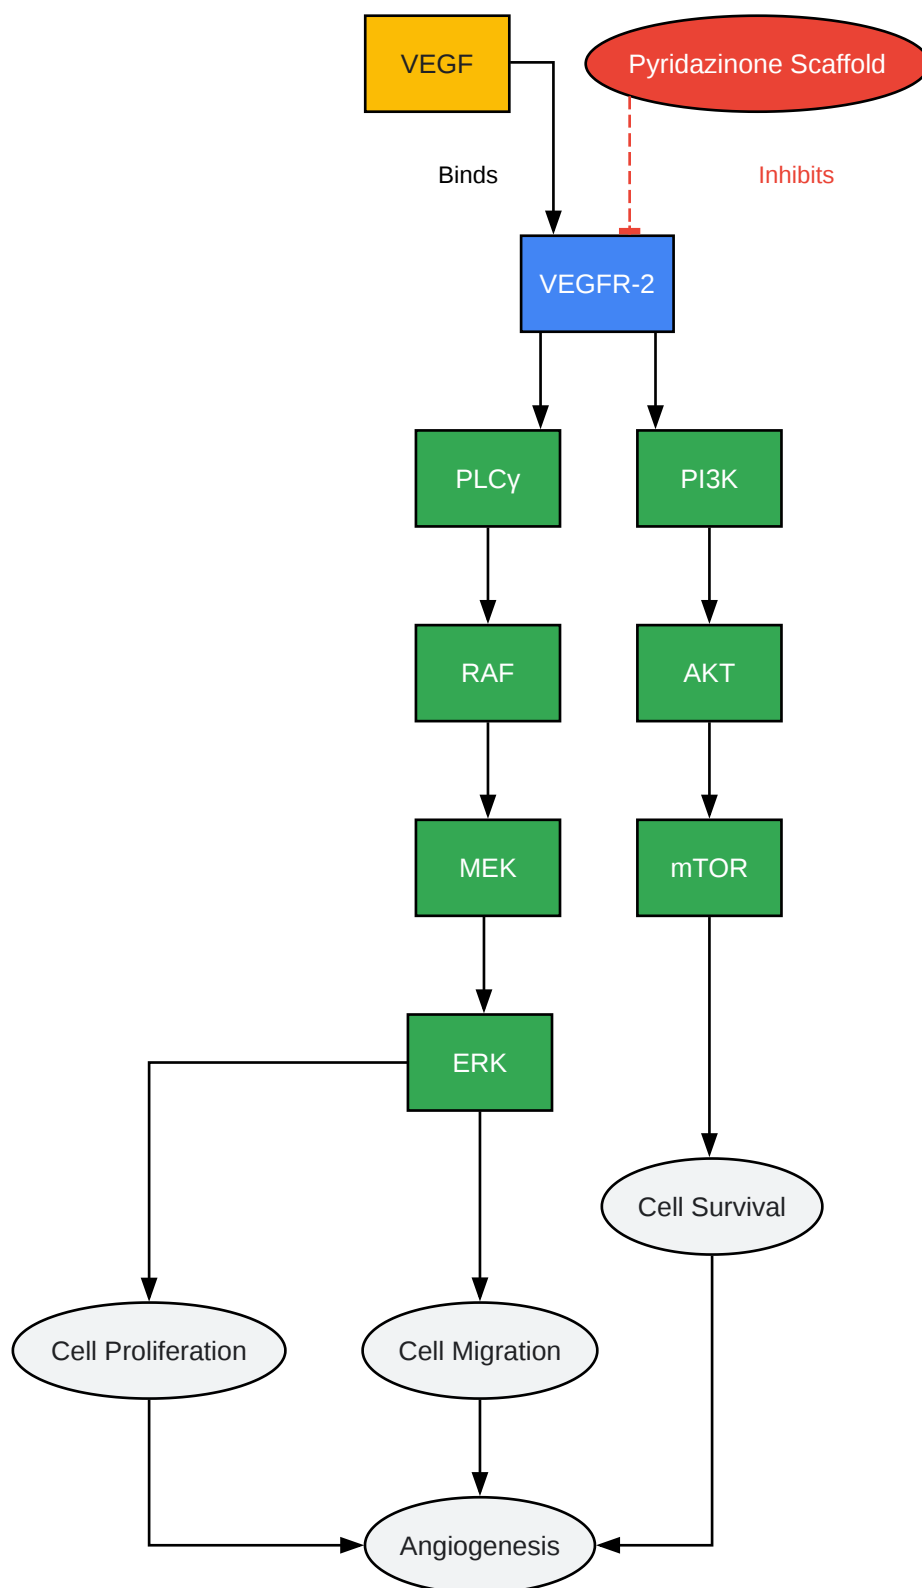 VEGF
Pyridazinone Scaffold
Binds
Inhibits
VEGFR-2
PLCγ
PI3K
RAF
AKT
MEK
mTOR
ERK
Cell Survival
Cell Proliferation
Cell Migration
Angiogenesis